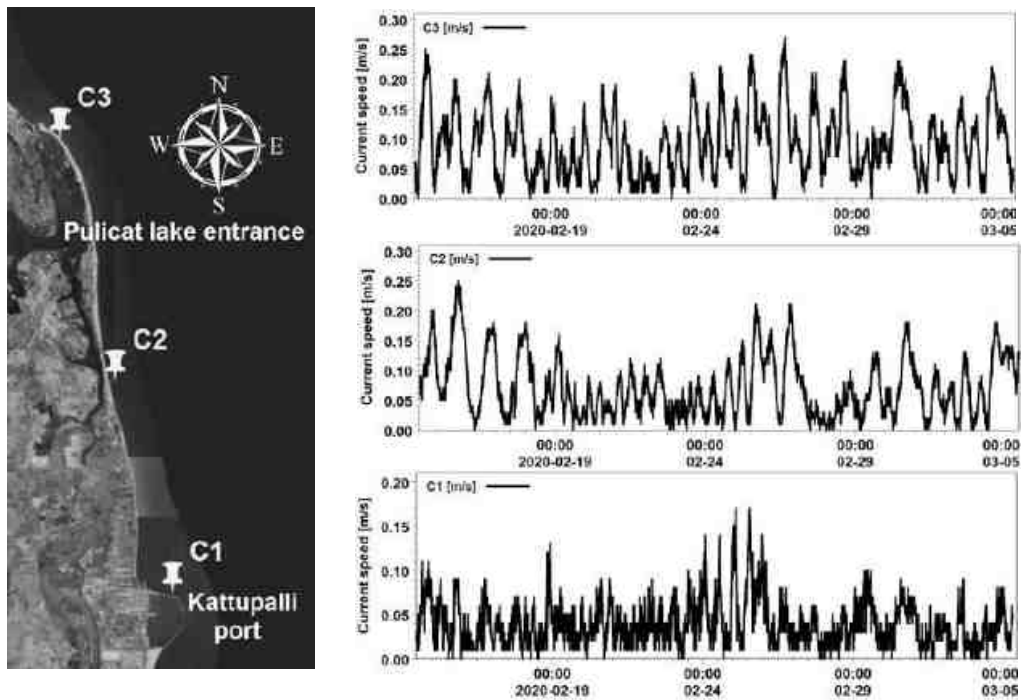 C3
N
W
E
S
Pulicat lake entrance
C2
C1
Kattupalli
port
C3 [m/s]
Current speed [m/s]
0.30
0.25
0.20
0.15
0.10
0.05
0.00
00:00
2020-02-19
00:00
02-24
00:00
02-29
00:00
03-05
C2 [m/s]
Current speed [m/s]
0.30
0.25
0.20
0.15
0.10
0.05
0.00
00:00
2020-02-19
00:00
02-24
00:00
02-29
00:00
03-05
C1 [m/s]
Current speed [m/s]
0.20
0.15
0.10
0.05
0.00
00:00
2020-02-19
00:00
02-24
00:00
02-29
00:00
03-05